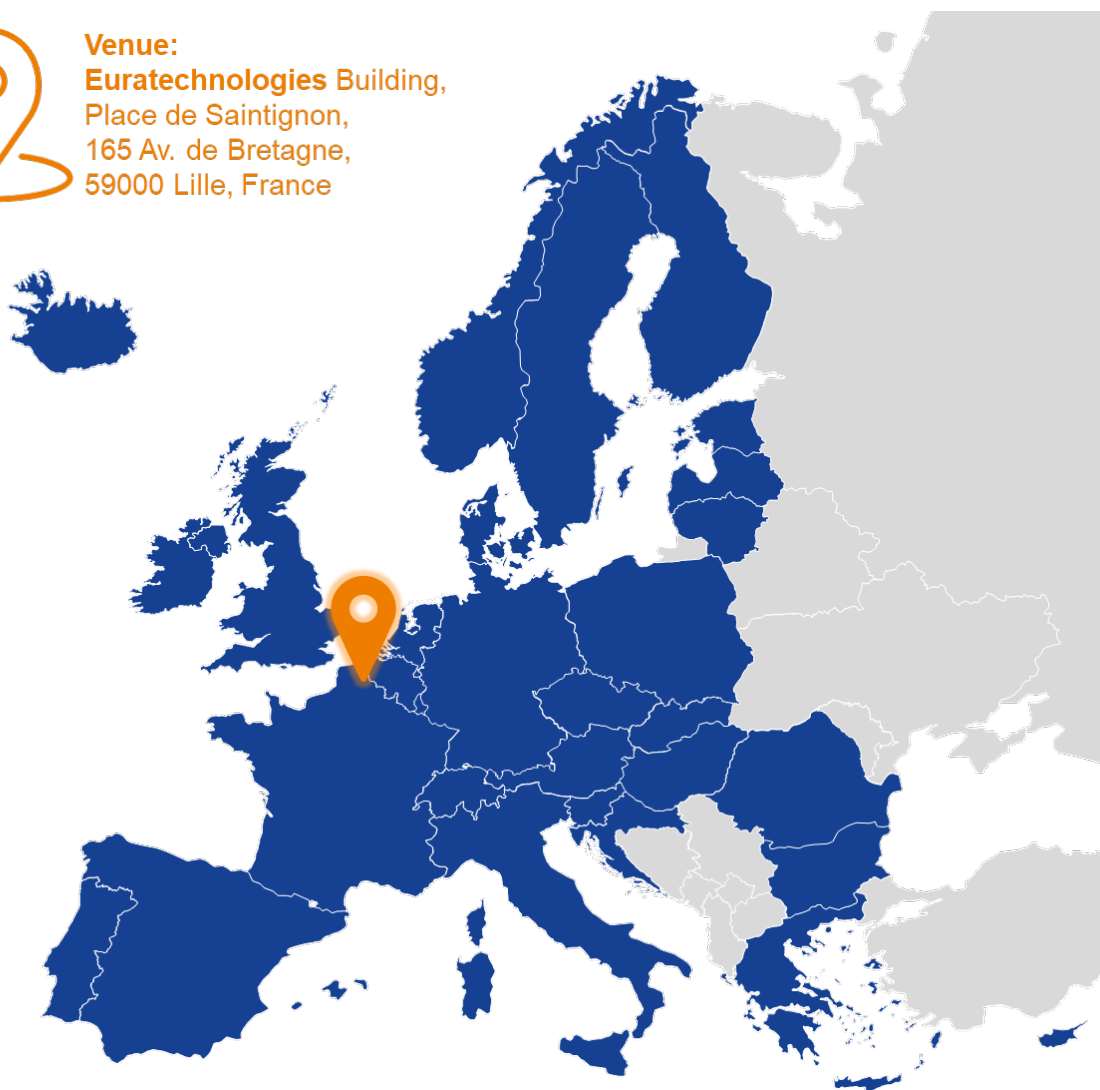 Venue:
Euratechnologies Building,
Place de Saintignon,
165 Av. de Bretagne,
59000 Lille, France